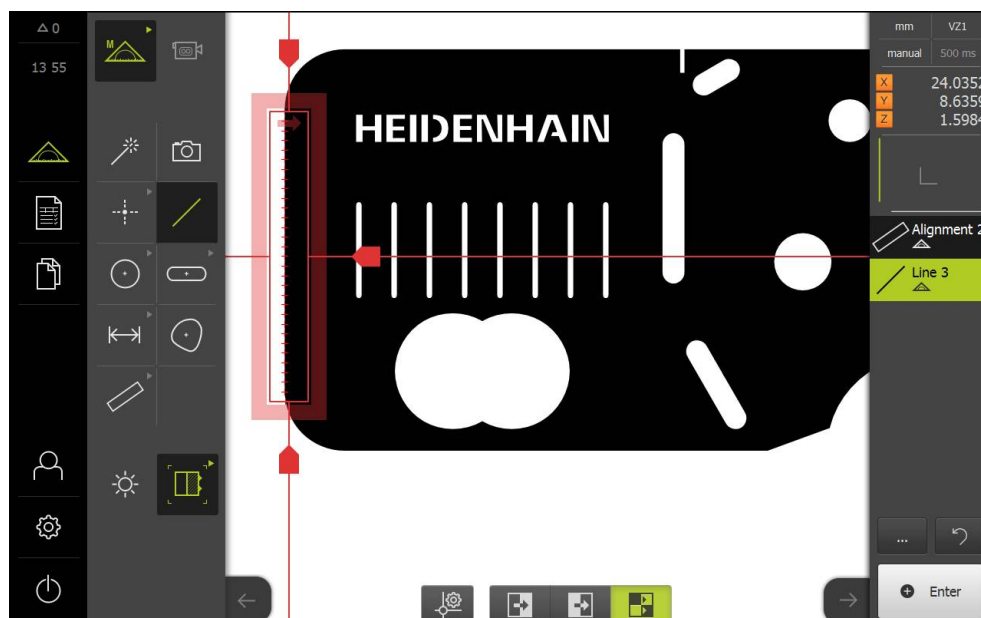 0
13 55
M
HEIDENHAIN
mm VZ1
manual 500 ms
X 24.0352
Y 8.6359
Z 1.5984
Alignment 2
Line 3
...
Enter